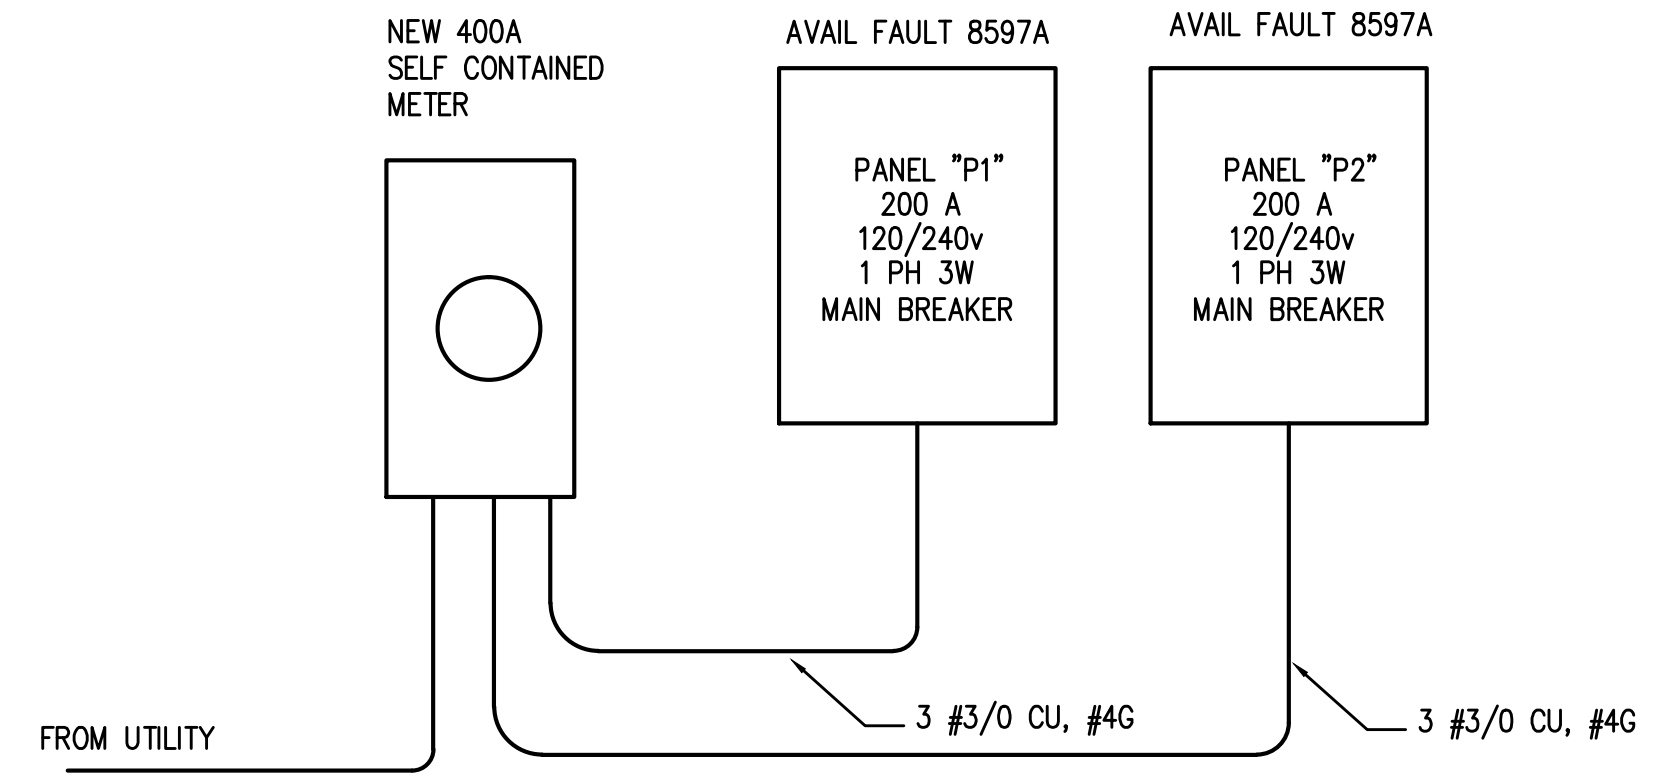 NEW 400A
SELF CONTAINED
METER
AVAIL FAULT 8597A
AVAIL FAULT 8597A
PANEL "P1"
200 A
120/240v
1 PH 3W
MAIN BREAKER
PANEL "P2"
200 A
120/240v
1 PH 3W
MAIN BREAKER
3 #3/0 CU, #4G
3 #3/0 CU, #4G
FROM UTILITY